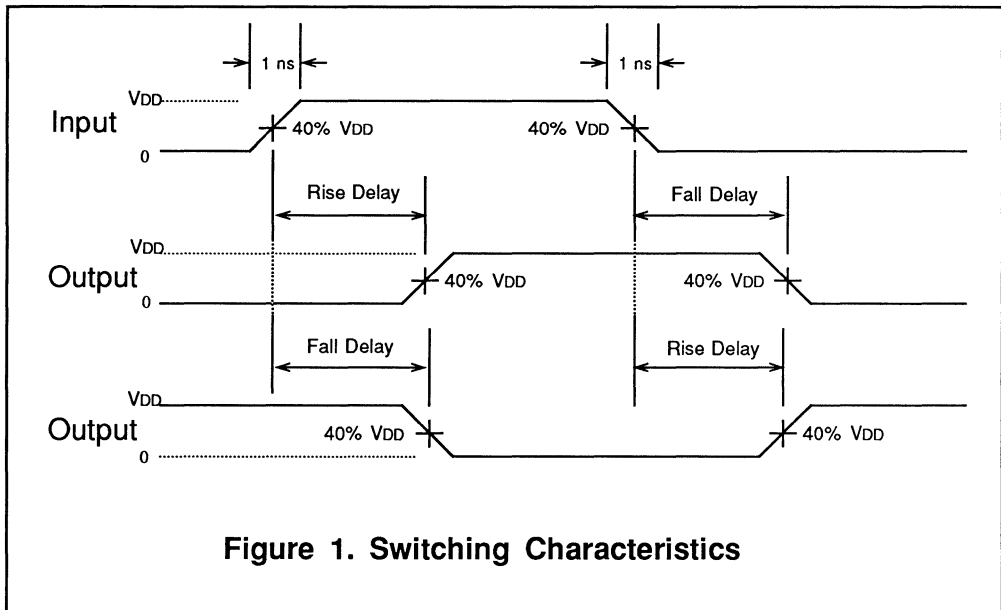 1 ns
1 ns
VDD
Input
40% VDD
40% VDD
0
Rise Delay
Fall Delay
VDD
Output
40% VDD
40% VDD
0
Fall Delay
Rise Delay
VDD
Output
40% VDD
40% VDD
0
Figure 1. Switching Characteristics